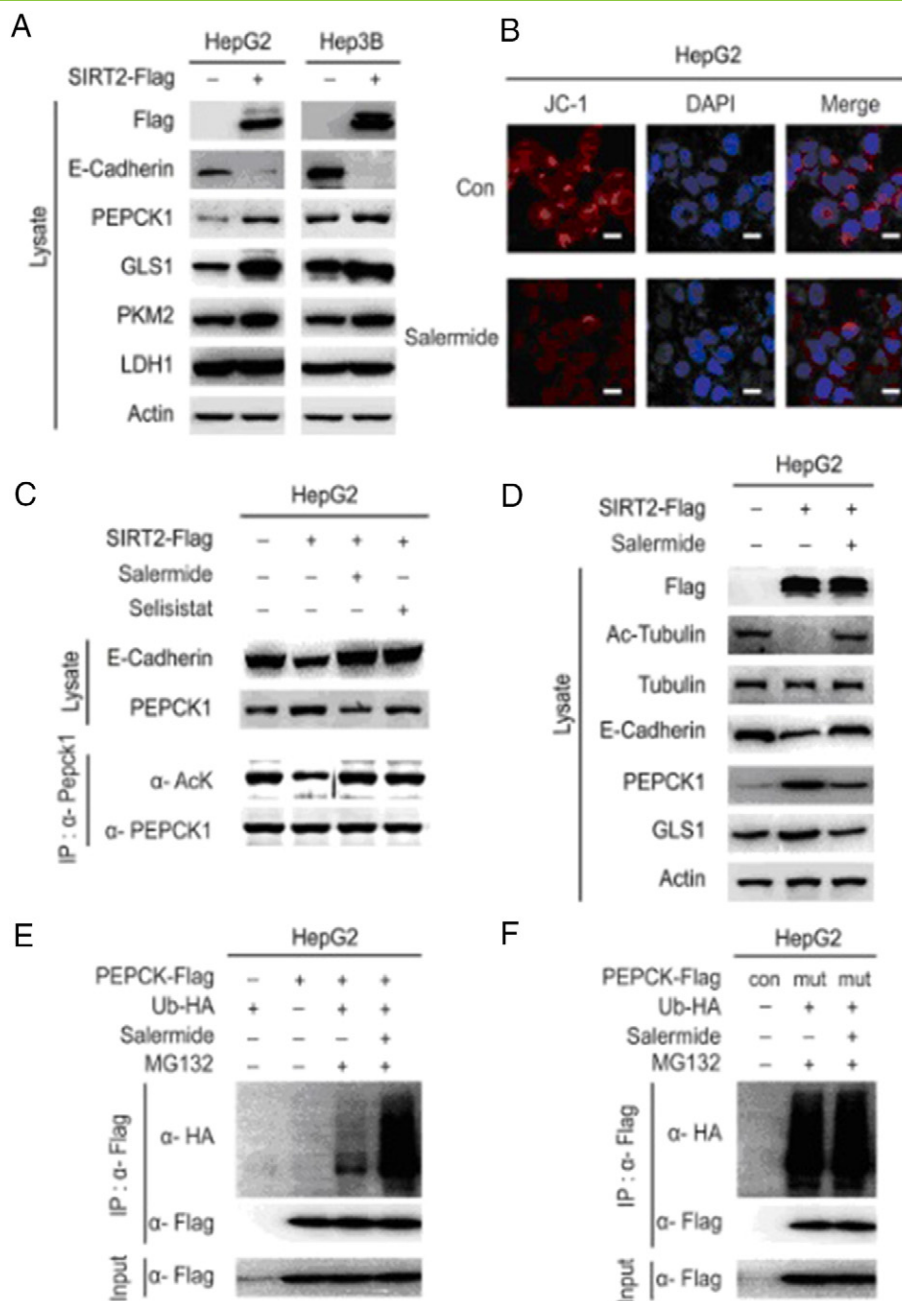 A
HepG2 Hep3B
SIRT2-Flag − + − +
Lysate
Flag
E-Cadherin
PEPCK1
GLS1
PKM2
LDH1
Actin
B
HepG2
JC-1 DAPI Merge
Con
Salermide
C
HepG2
SIRT2-Flag − + + +
Salermide − − + −
Selisistat − − − +
Lysate
E-Cadherin
PEPCK1
IP : α- Pepck1
α- AcK
α- PEPCK1
D
HepG2
SIRT2-Flag − + +
Salermide − − +
Lysate
Flag
Ac-Tubulin
Tubulin
E-Cadherin
PEPCK1
GLS1
Actin
E
HepG2
PEPCK-Flag − + + +
Ub-HA + − + +
Salermide − − − +
MG132 − − + +
IP : α- Flag
α- HA
α- Flag
Input
α- Flag
F
HepG2
PEPCK-Flag con mut mut
Ub-HA − + +
Salermide − − +
MG132 − + +
IP : α- Flag
α- HA
α- Flag
Input
α- Flag